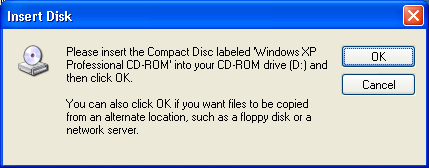 Insert Disk
Please insert the Compact Disc labeled 'Windows XP
Professional CD-ROM' into your CD-ROM drive (D:) and
then click OK.
You can also click OK if you want files to be copied
from an alternate location, such as a floppy disk or a
network server.
OK
Cancel